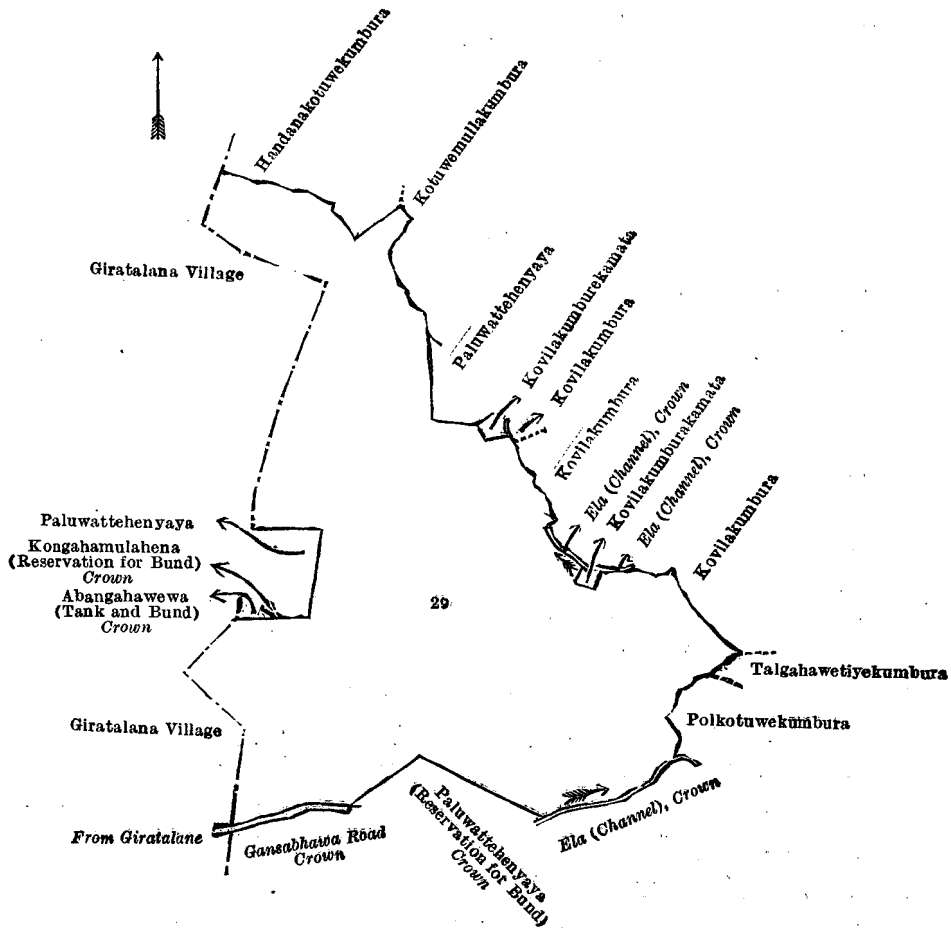 Handanakotuwekumbura
Kotuwemullakumbura
Giratalana Village
Paluwattehenyaya
Kovilakumburekamata
Kovilakumbura
Kovilakumbura
Ela (Channel), Crown
Kovilakumburakamata
Ela (Channel), Crown
Kovilakumbura
Paluwattehenyaya
Kongahamulahena
(Reservation for Bund)
Crown
Abangahawewa
(Tank and Bund)
Crown
29
Talgahawetiyekumbura
Polkotuwekumbura
Giratalana Village
From Giratalane
Gansabhawa Road
Crown
Paluwattehenyaya
(Reservation for Bund)
Crown
Ela (Channel), Crown